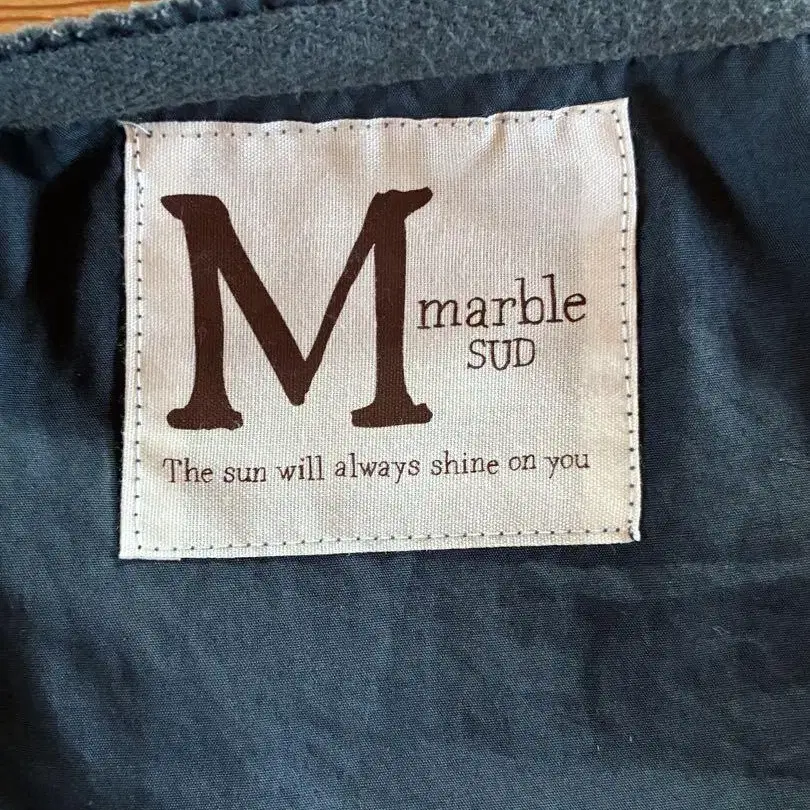 M
marble
SUD
The sun will always shine on you